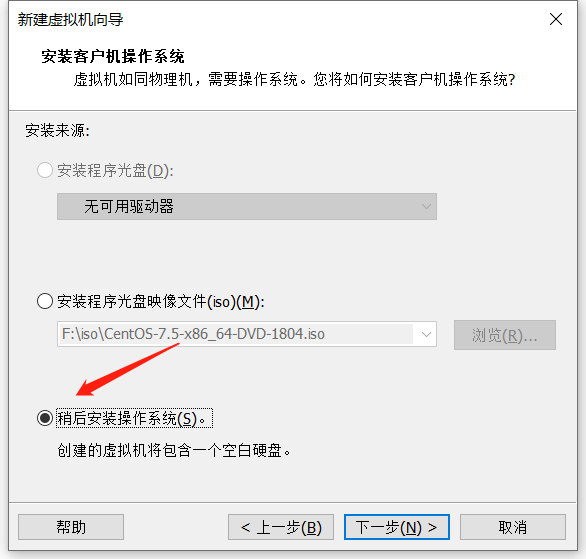 新建虚拟机向导
安装客户机操作系统
虚拟机如同物理机，需要操作系统。您将如何安装客户机操作系统?
安装来源:
安装程序光盘(D):
无可用驱动器
安装程序光盘映像文件(iso)(M):
F:\iso\CentOS-7.5-x86_64-DVD-1804.iso
浏览(R)...
稍后安装操作系统(S)。
创建的虚拟机将包含一个空白硬盘。
帮助
< 上一步(B)
下一步(N) >
取消